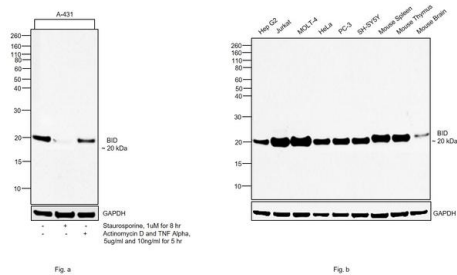 A-431
260
160
110
80
60
50
40
30
20
15
10
BID
~ 20 kDa
GAPDH
- + - Staurosporine, 1uM for 8 hr
- - + Actinomycin D and TNF Alpha,
5ug/ml and 10ng/ml for 5 hr
Fig. a
Hep G2
Jurkat
MOLT-4
HeLa
PC-3
SH-SY5Y
Mouse Spleen
Mouse Thymus
Mouse Brain
260
160
110
80
60
50
40
30
20
15
10
BID
~ 20 kDa
GAPDH
Fig. b